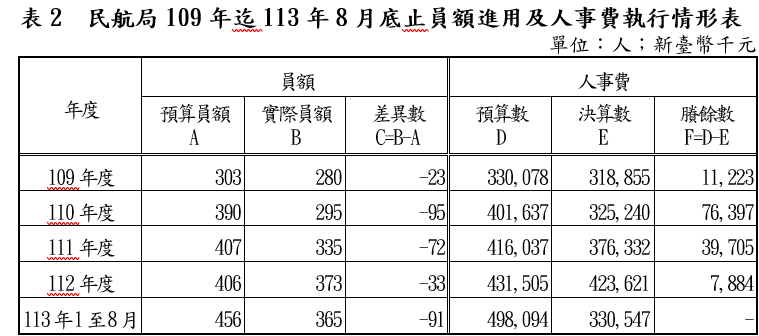 表 2　民航局 109 年迄 113 年 8 月底止員額進用及人事費執行情形表
單位：人；新臺幣千元
年度 員額 人事費
預算員額 A 實際員額 B 差異數 C=B-A 預算數 D 決算數 E 賸餘數 F=D-E
109 年度 303 280 -23 330,078 318,855 11,223
110 年度 390 295 -95 401,637 325,240 76,397
111 年度 407 335 -72 416,037 376,332 39,705
112 年度 406 373 -33 431,505 423,621 7,884
113 年 1 至 8 月 456 365 -91 498,094 330,547 -